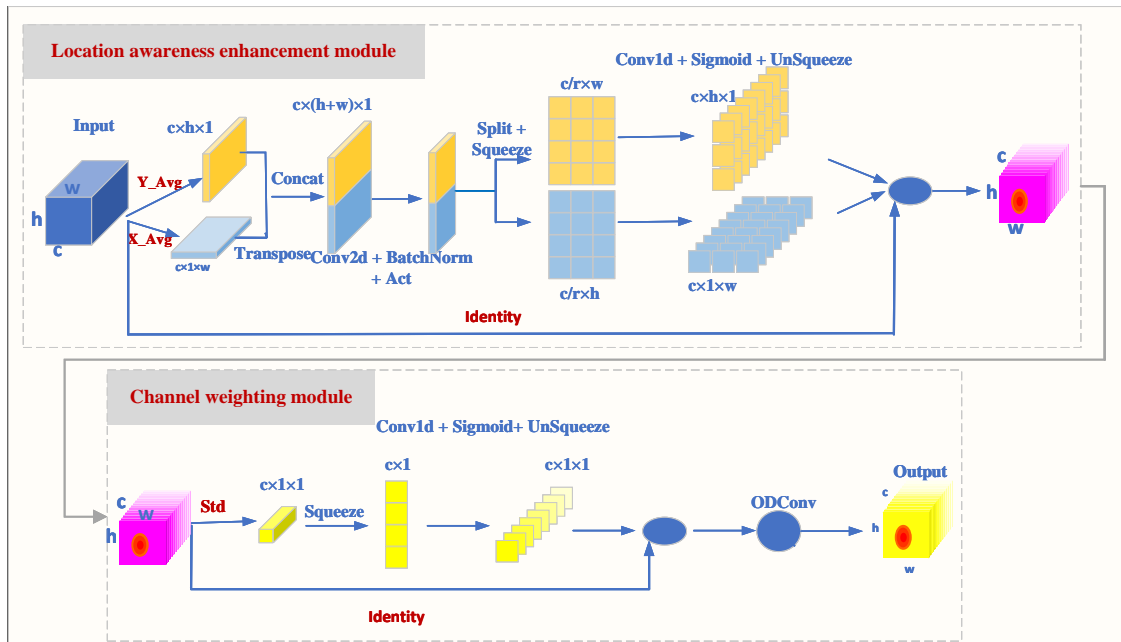 Location awareness enhancement module
Input
w
h
c
Y_Avg
X_Avg
c×h×1
c×1×w
Transpose
Concat
c×(h+w)×1
Conv2d + BatchNorm
+ Act
Split +
Squeeze
c/r×w
c/r×h
Conv1d + Sigmoid + UnSqueeze
c×h×1
c×1×w
Identity
c
h
w
Channel weighting module
Conv1d + Sigmoid+ UnSqueeze
c
w
h
Std
c×1×1
Squeeze
c×1
c×1×1
Identity
ODConv
Output
c
h
w